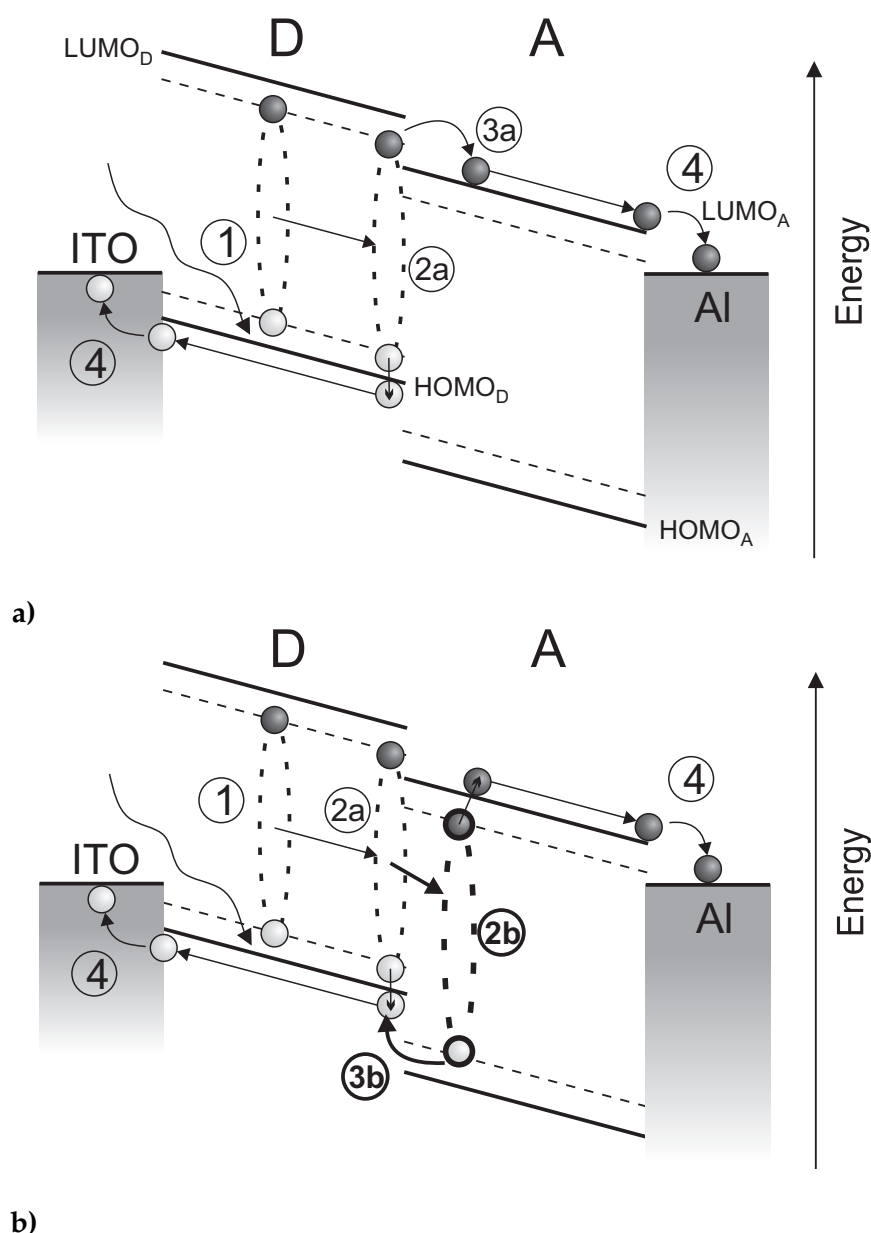 D
A
LUMO_D
3a
4
LUMO_A
ITO
1
2a
Al
Energy
4
HOMO_D
HOMO_A
a)
D
A
1
2a
4
ITO
Al
Energy
2b
4
3b
b)